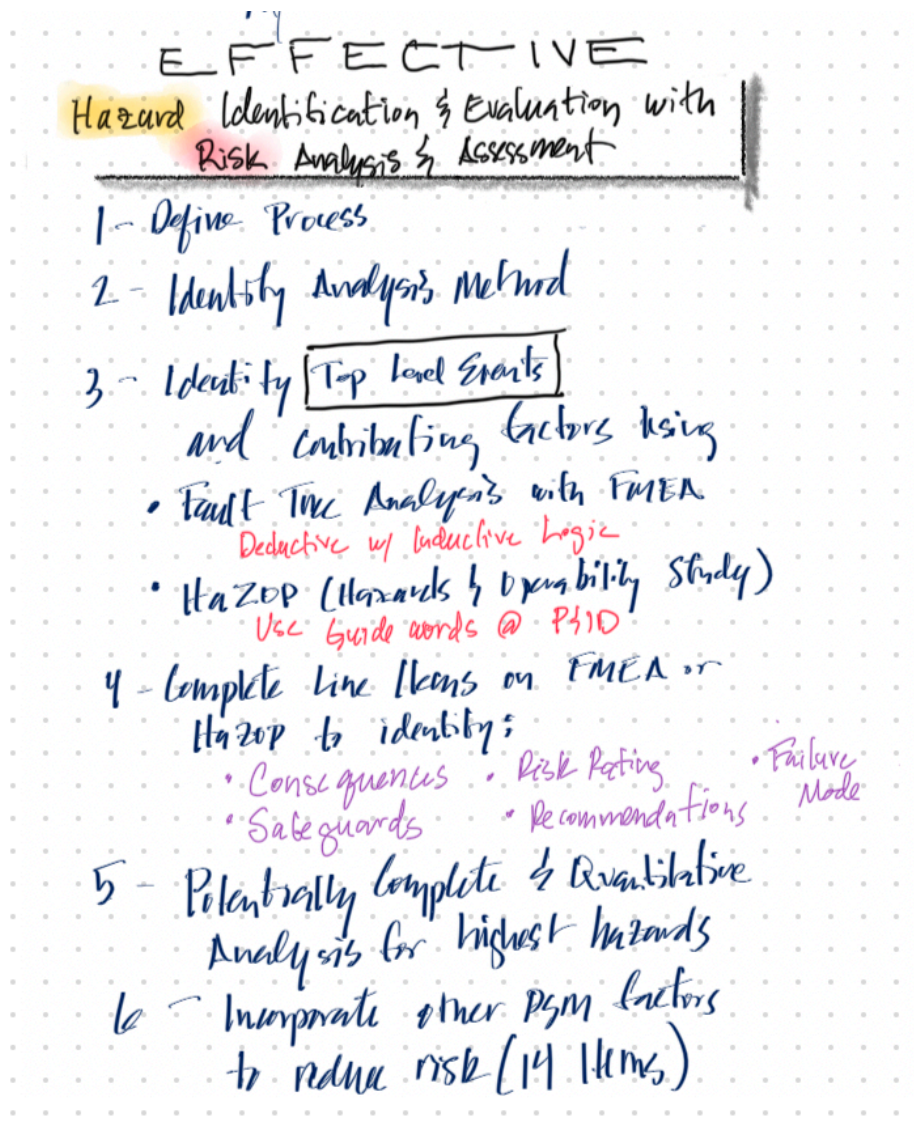 EFFECTIVE
Hazard Identification & Evaluation with
Risk Analysis & Assessment
1 - Define Process
2 - Identify Analysis Method
3 - Identify Top Level Events
and contributing factors using
• Fault Tree Analysis with FMEA
Deductive w/ Inductive Logic
• HaZOP (Hazards & Operability Study)
Use Guide words @ P&ID
4 - Complete Line Items on FMEA or
HazOP to identify:
• Consequences • Risk Rating • Failure Mode
• Safeguards • Recommendations
5 - Potentially Complete & Quantitative
Analysis for highest hazards
6 - Incorporate other PSM factors
to reduce risk (14 Items)